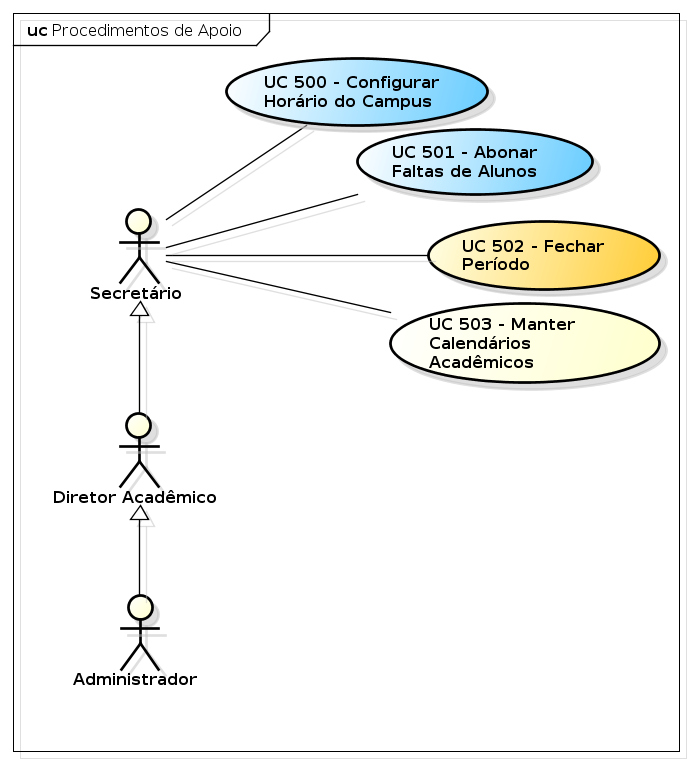 uc Procedimentos de Apoio
UC 500 - Configurar
Horário do Campus
UC 501 - Abonar
Faltas de Alunos
UC 502 - Fechar
Período
Secretário
UC 503 - Manter
Calendários
Acadêmicos
Diretor Acadêmico
Administrador